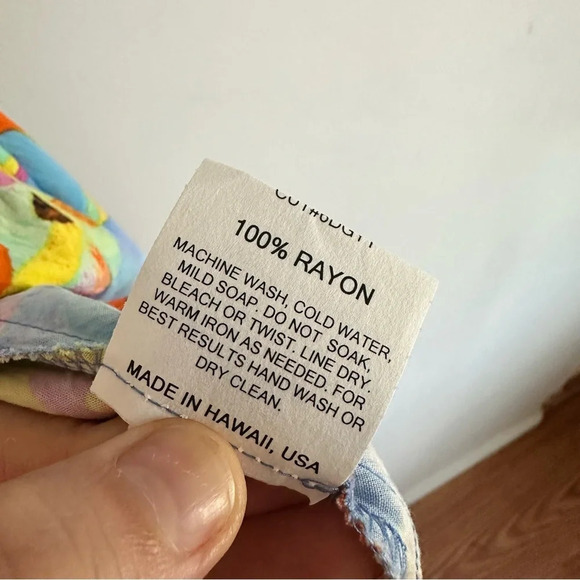 100% RAYON
MACHINE WASH, COLD WATER,
MILD SOAP. DO NOT SOAK,
BLEACH OR TWIST. LINE DRY.
WARM IRON AS NEEDED. FOR
BEST RESULTS HAND WASH OR
DRY CLEAN.
MADE IN HAWAII, USA